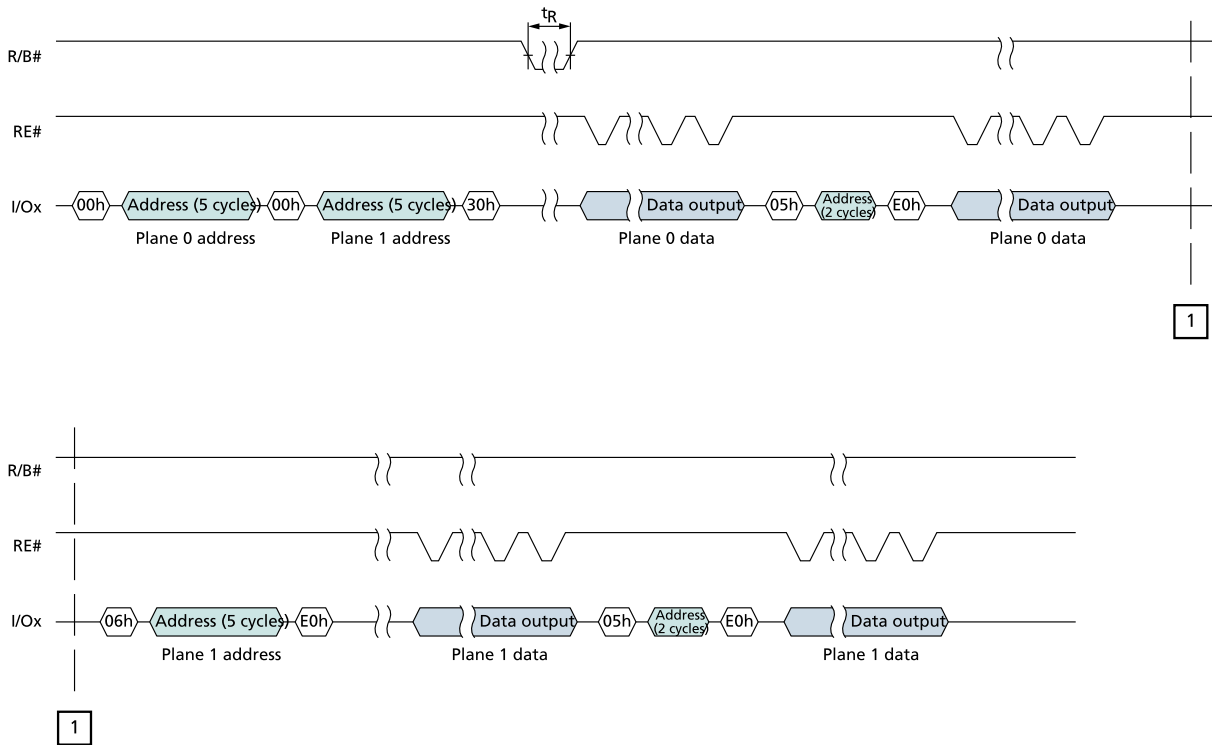 tR
R/B#
RE#
I/Ox
00h Address (5 cycles) 00h Address (5 cycles) 30h Data output 05h Address (2 cycles) E0h Data output
Plane 0 address Plane 1 address Plane 0 data Plane 0 data
1
R/B#
RE#
I/Ox
06h Address (5 cycles) E0h Data output 05h Address (2 cycles) E0h Data output
Plane 1 address Plane 1 data Plane 1 data
1